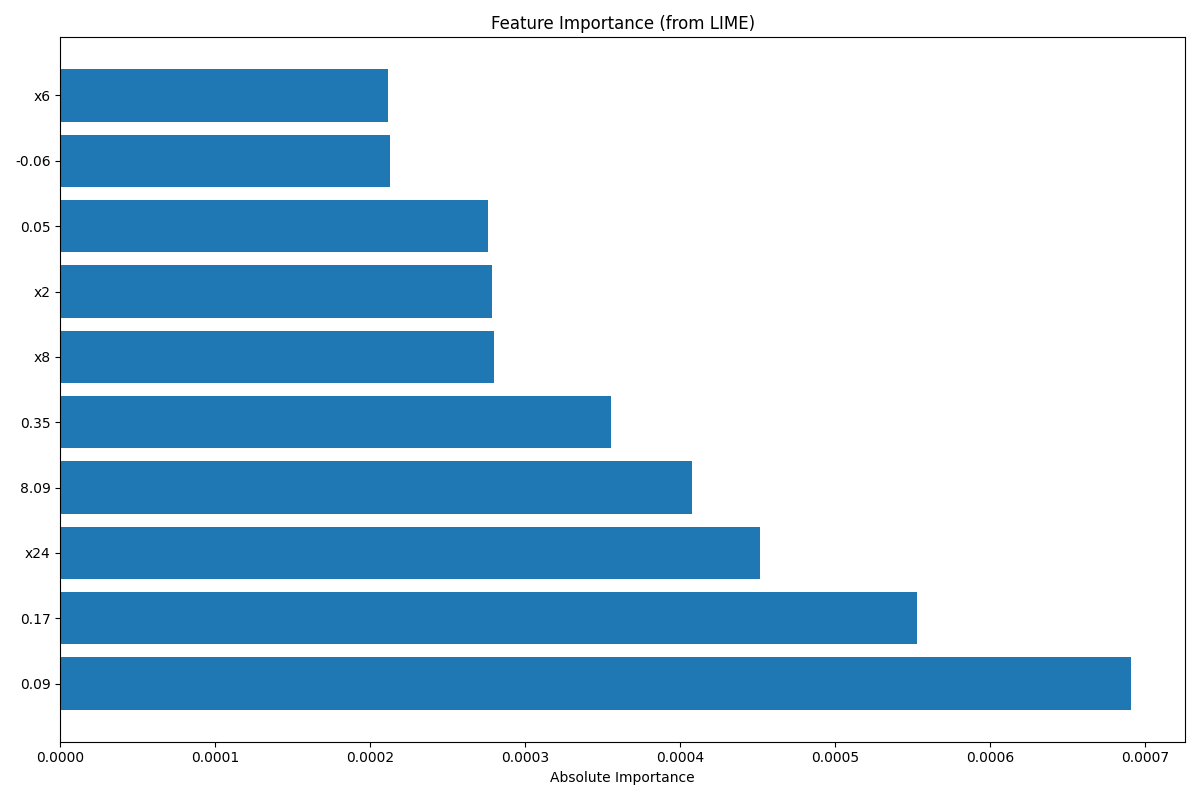 Feature Importance (from LIME)
x6
-0.06
0.05
x2
x8
0.35
8.09
x24
0.17
0.09
0.0000 0.0001 0.0002 0.0003 0.0004 0.0005 0.0006 0.0007
Absolute Importance